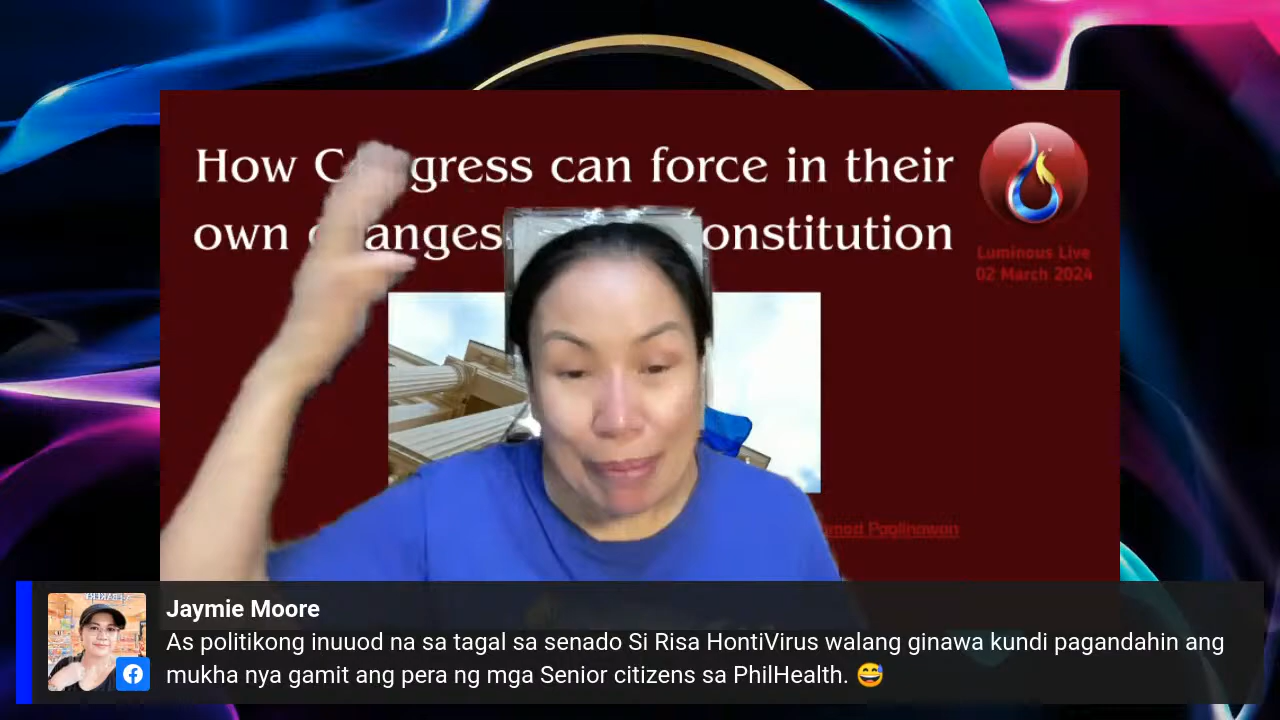 How C gress can force in their
own anges onstitution
Luminous Live
02 March 2024
Paglinawan
Jaymie Moore
As politikong inuuod na sa tagal sa senado Si Risa HontiVirus walang ginawa kundi pagandahin ang
mukha nya gamit ang pera ng mga Senior citizens sa PhilHealth. 😅